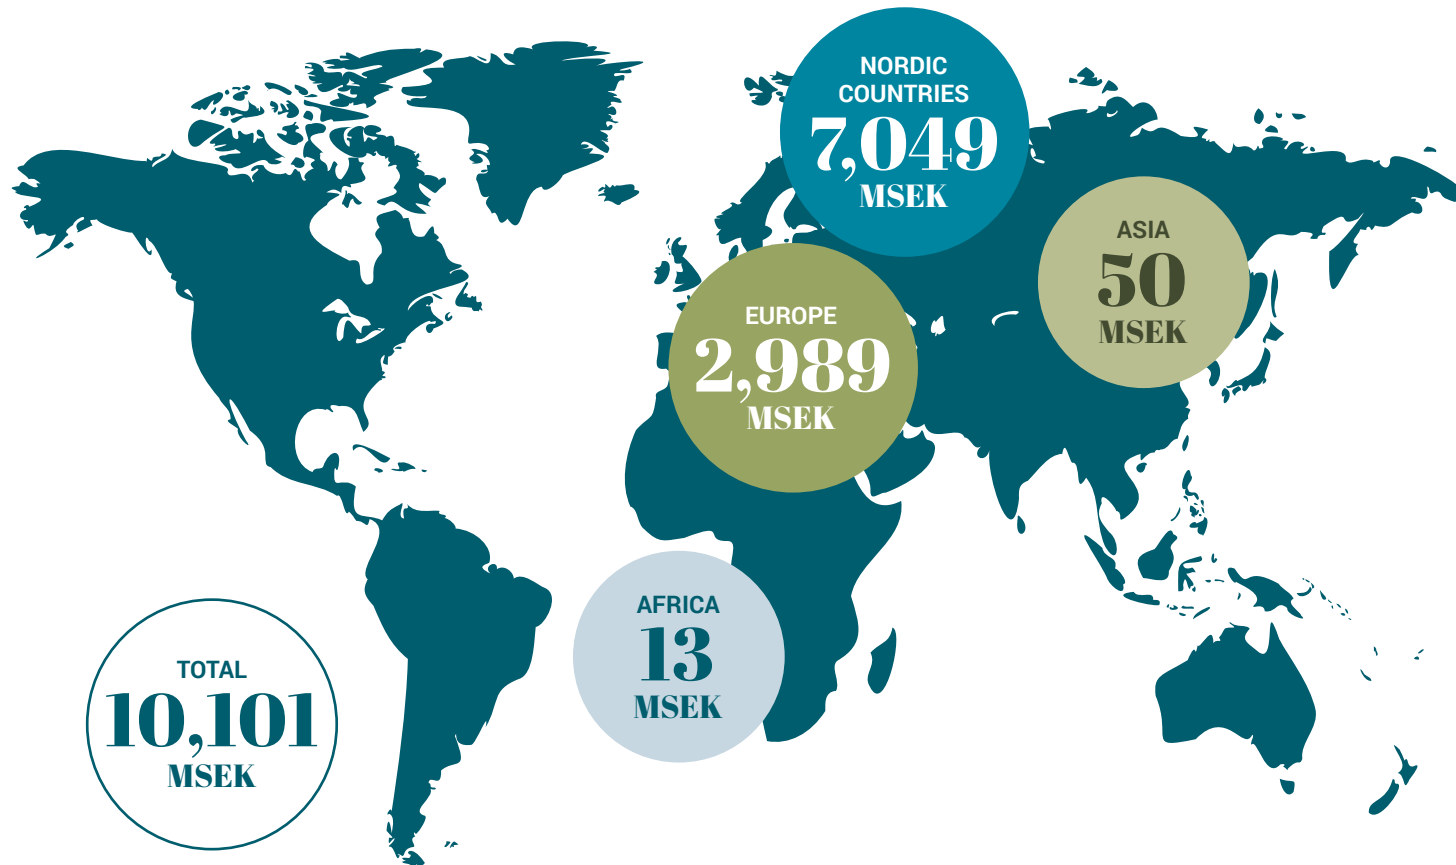 NORDIC
COUNTRIES
7,049
MSEK
ASIA
50
MSEK
EUROPE
2,989
MSEK
AFRICA
13
MSEK
TOTAL
10,101
MSEK